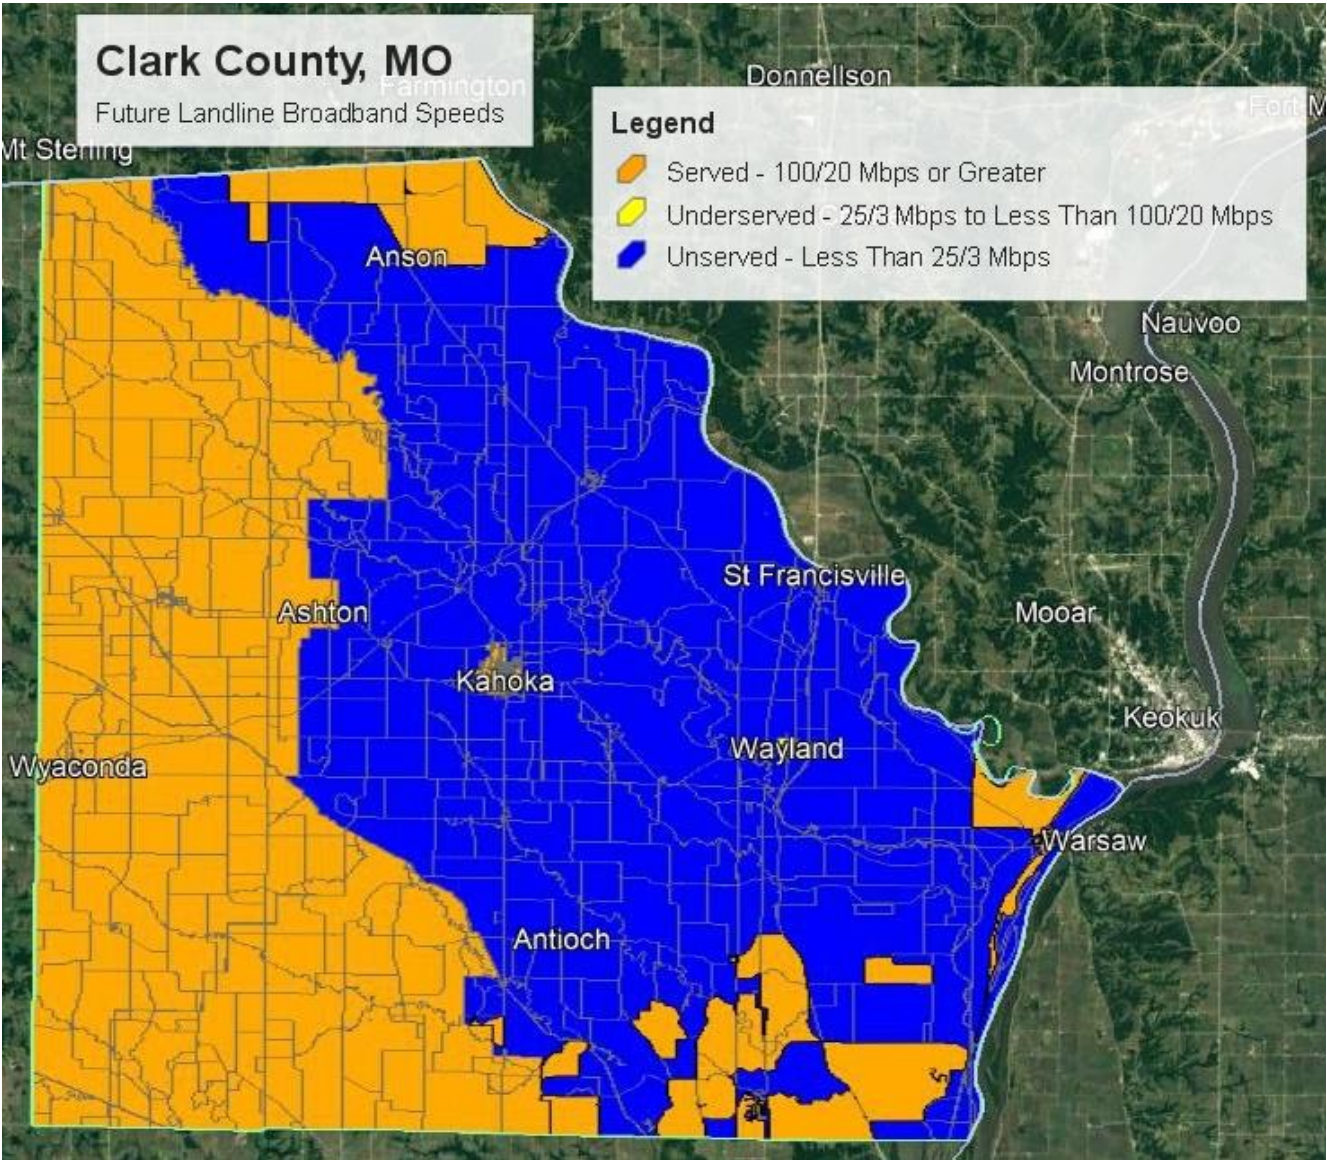 Clark County, MO
Farmington
Future Landline Broadband Speeds
Donnellson
Legend
Fort M
Served - 100/20 Mbps or Greater
Underserved - 25/3 Mbps to Less Than 100/20 Mbps
Unserved - Less Than 25/3 Mbps
Mt Sterling
Anson
Nauvoo
Montrose
St Francisville
Ashton
Mooar
Kahoka
Keokuk
Wayland
Wyaconda
Warsaw
Antioch